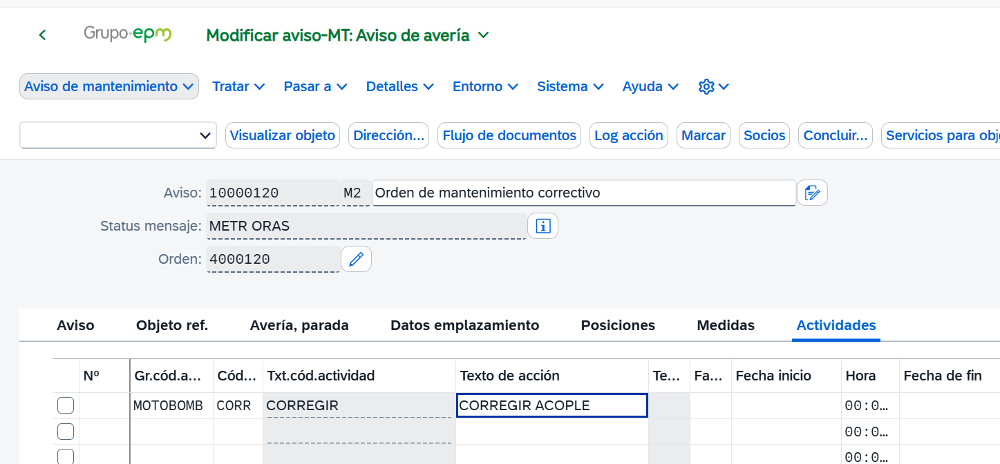 Grupo·epm Modificar aviso-MT: Aviso de avería
Aviso de mantenimiento Tratar Pasar a Detalles Entorno Sistema Ayuda
Visualizar objeto Dirección... Flujo de documentos Log acción Marcar Socios Concluir... Servicios para obj
Aviso: 10000120 M2 Orden de mantenimiento correctivo
Status mensaje: METR ORAS
Orden: 4000120
Aviso Objeto ref. Avería, parada Datos emplazamiento Posiciones Medidas Actividades
Nº Gr.cód.a... Cód... Txt.cód.actividad Texto de acción Te... Fa... Fecha inicio Hora Fecha de fin
MOTOBOMB CORR CORREGIR CORREGIR ACOPLE 00:0...
00:0...
00:0...